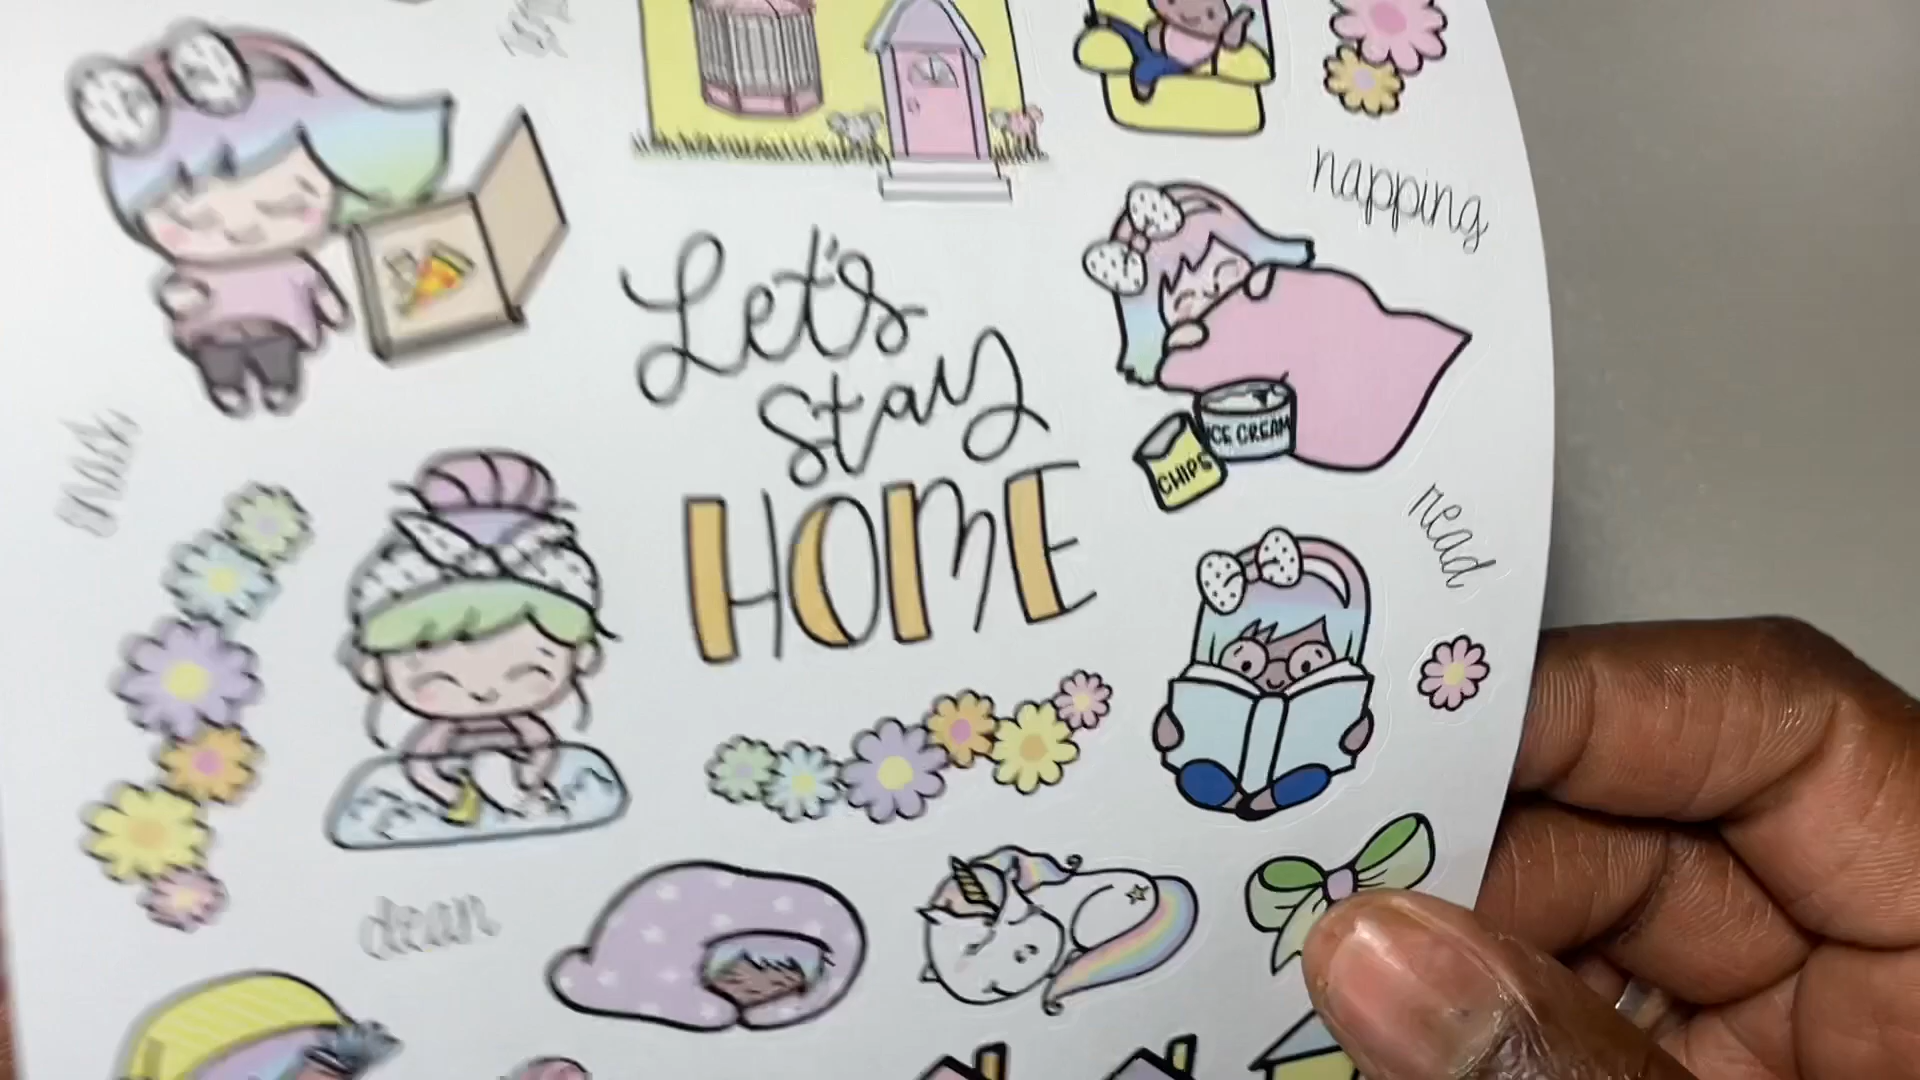 napping
Let's
stay
HOME
ICE CREAM
CHIPS
read
clean